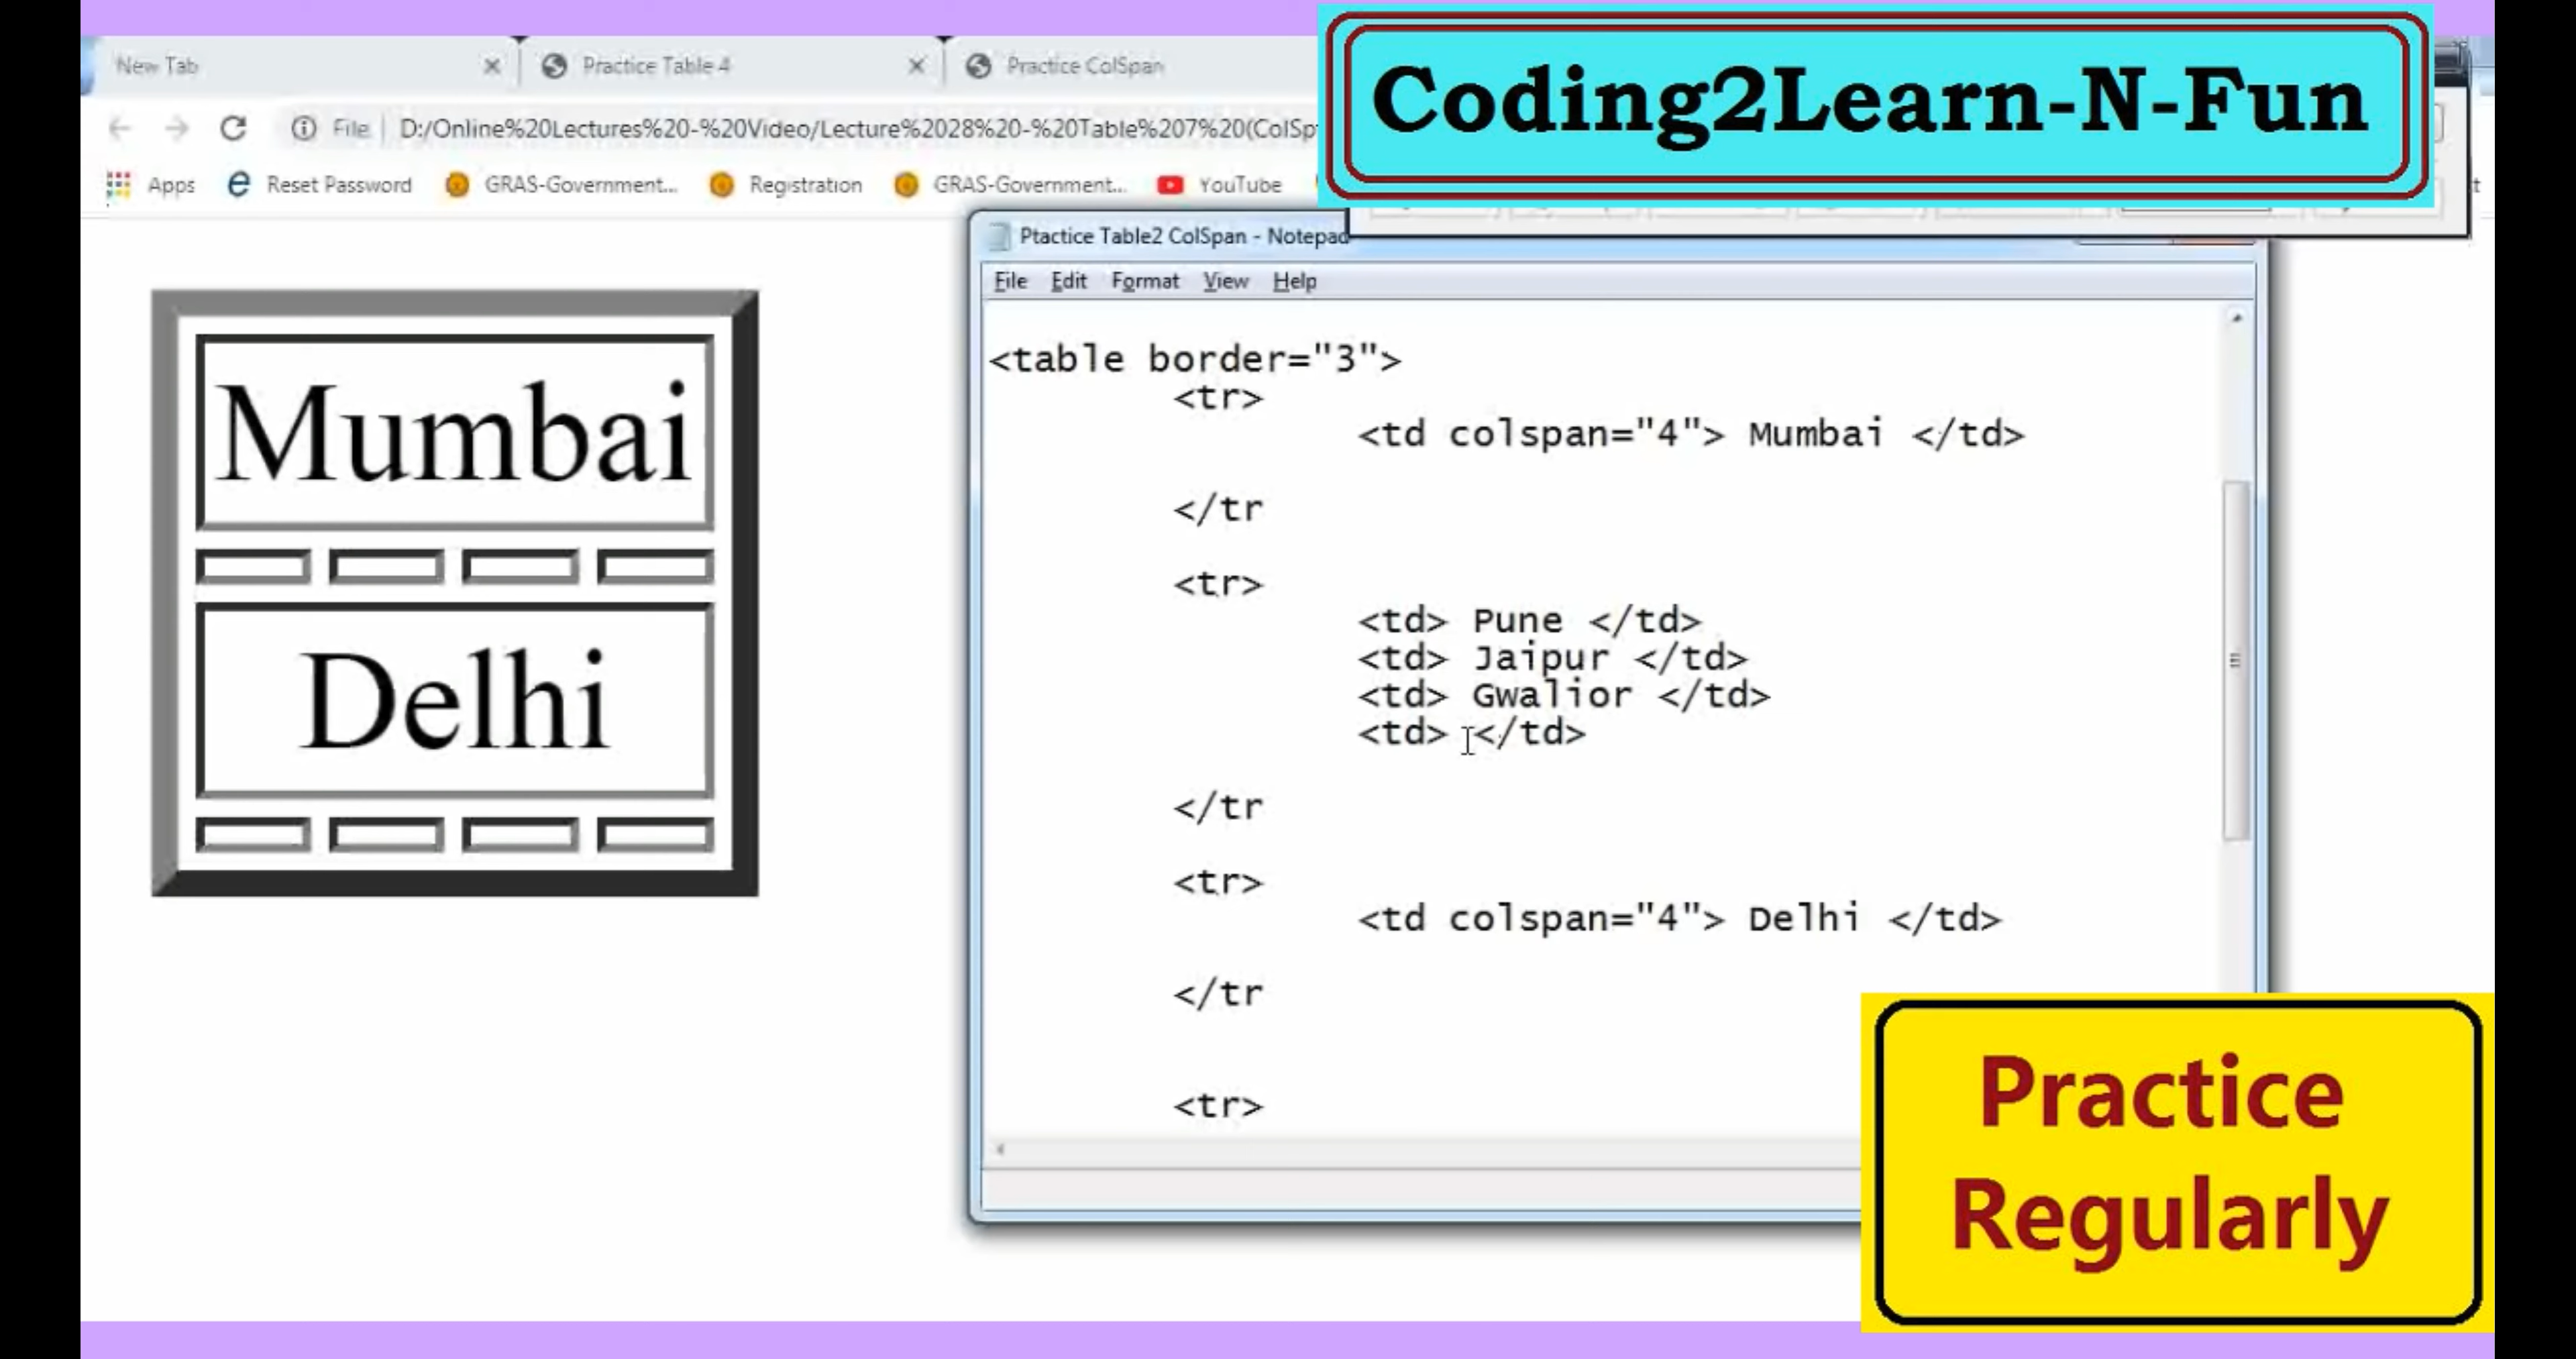 New Tab
Practice Table 4
Practice ColSpan
Coding2Learn-N-Fun
File
D:/Online%20Lectures%20-%20Video/Lecture%2028%20-%20Table%207%20(ColSp
Apps
Reset Password
GRAS-Government...
Registration
GRAS-Government...
YouTube
Ptactice Table2 ColSpan - Notepad
File Edit Format View Help
Mumbai
Delhi
<table border="3">
<tr>
<td colspan="4"> Mumbai </td>
</tr
<tr>
<td> Pune </td>
<td> Jaipur </td>
<td> Gwalior </td>
<td> </td>
</tr
<tr>
<td colspan="4"> Delhi </td>
</tr
<tr>
Practice
Regularly